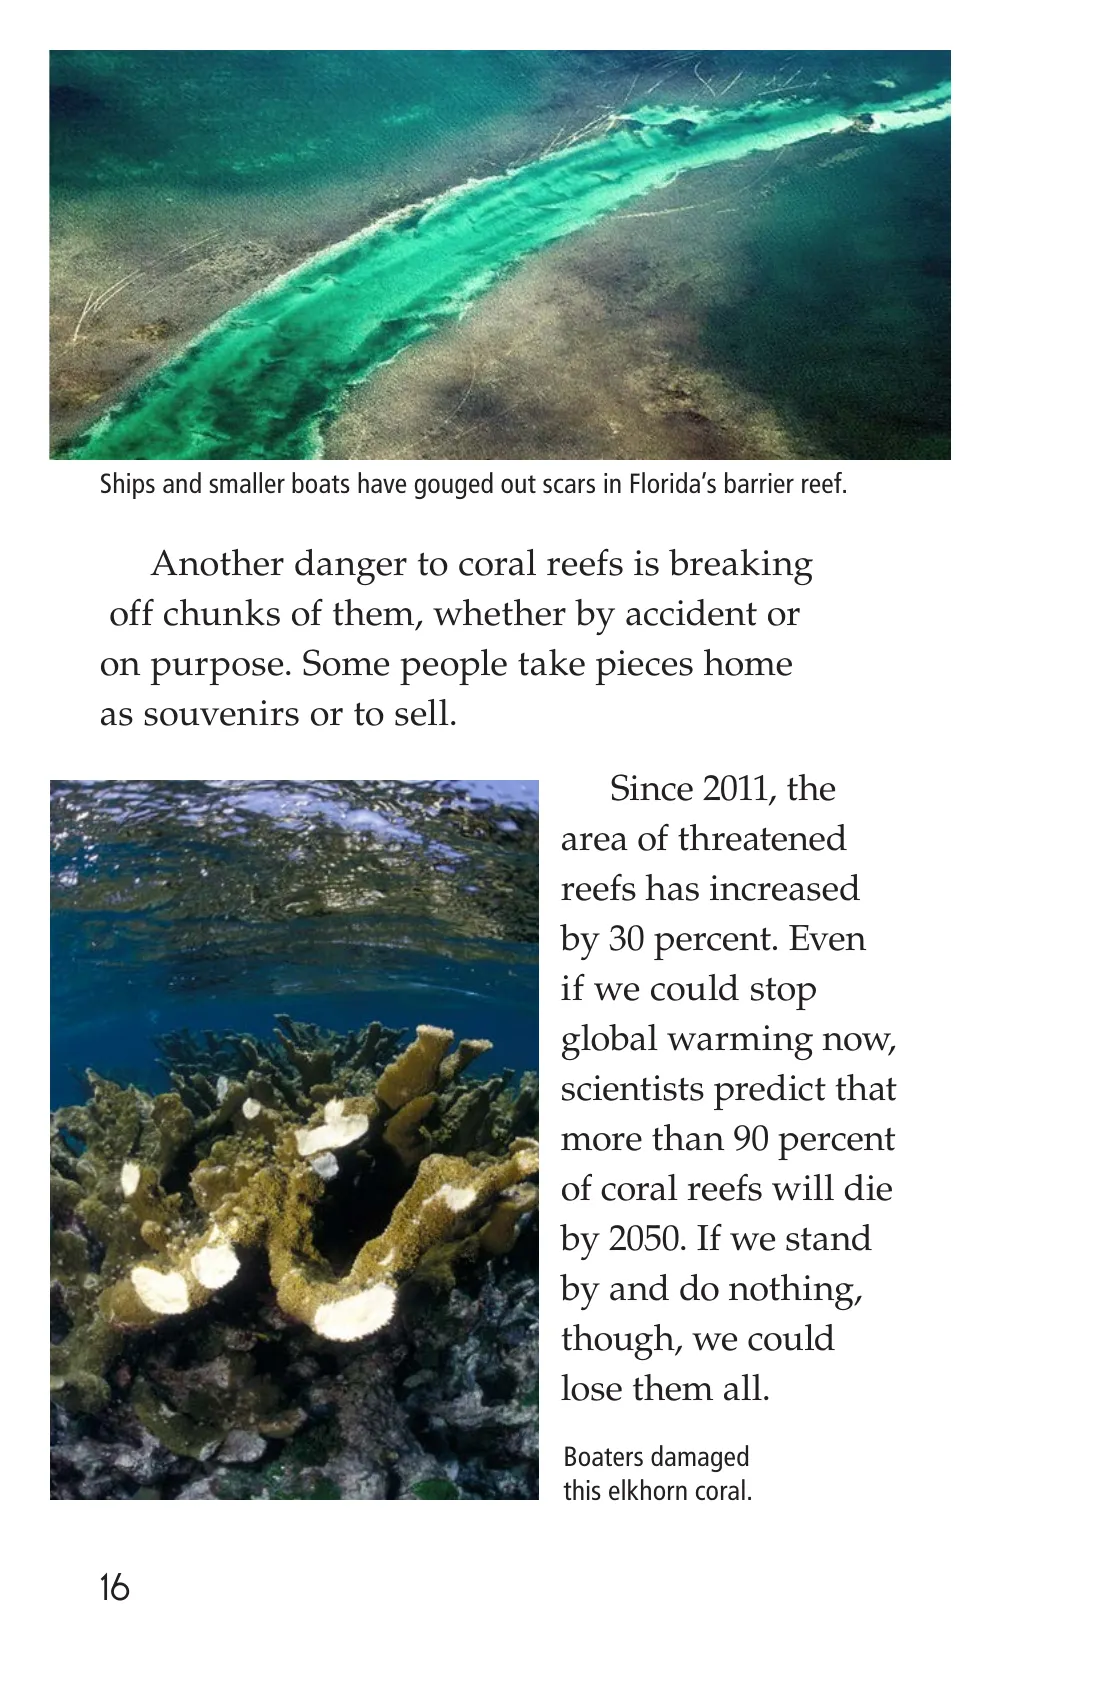 Ships and smaller boats have gouged out scars in Florida’s barrier reef.
Another danger to coral reefs is breaking
off chunks of them, whether by accident or
on purpose. Some people take pieces home
as souvenirs or to sell.
Since 2011, the
area of threatened
reefs has increased
by 30 percent. Even
if we could stop
global warming now,
scientists predict that
more than 90 percent
of coral reefs will die
by 2050. If we stand
by and do nothing,
though, we could
lose them all.
Boaters damaged
this elkhorn coral.
16